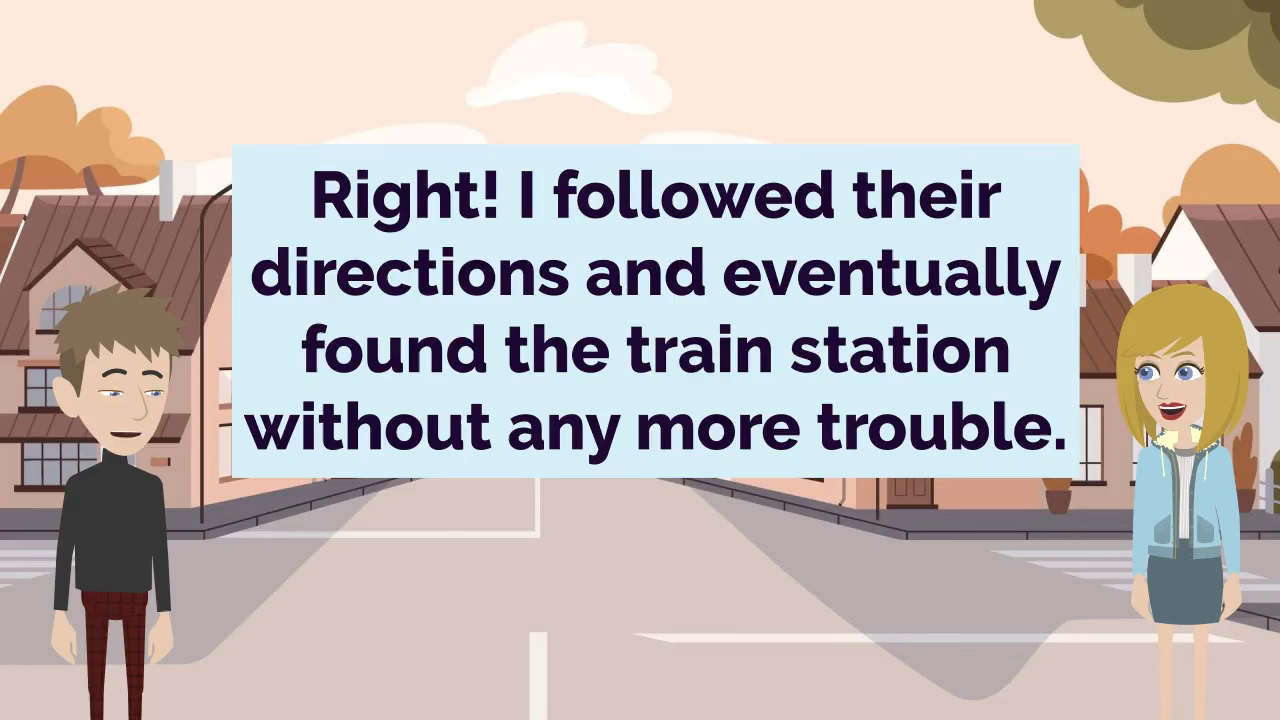 Right! I followed their
directions and eventually
found the train station
without any more trouble.